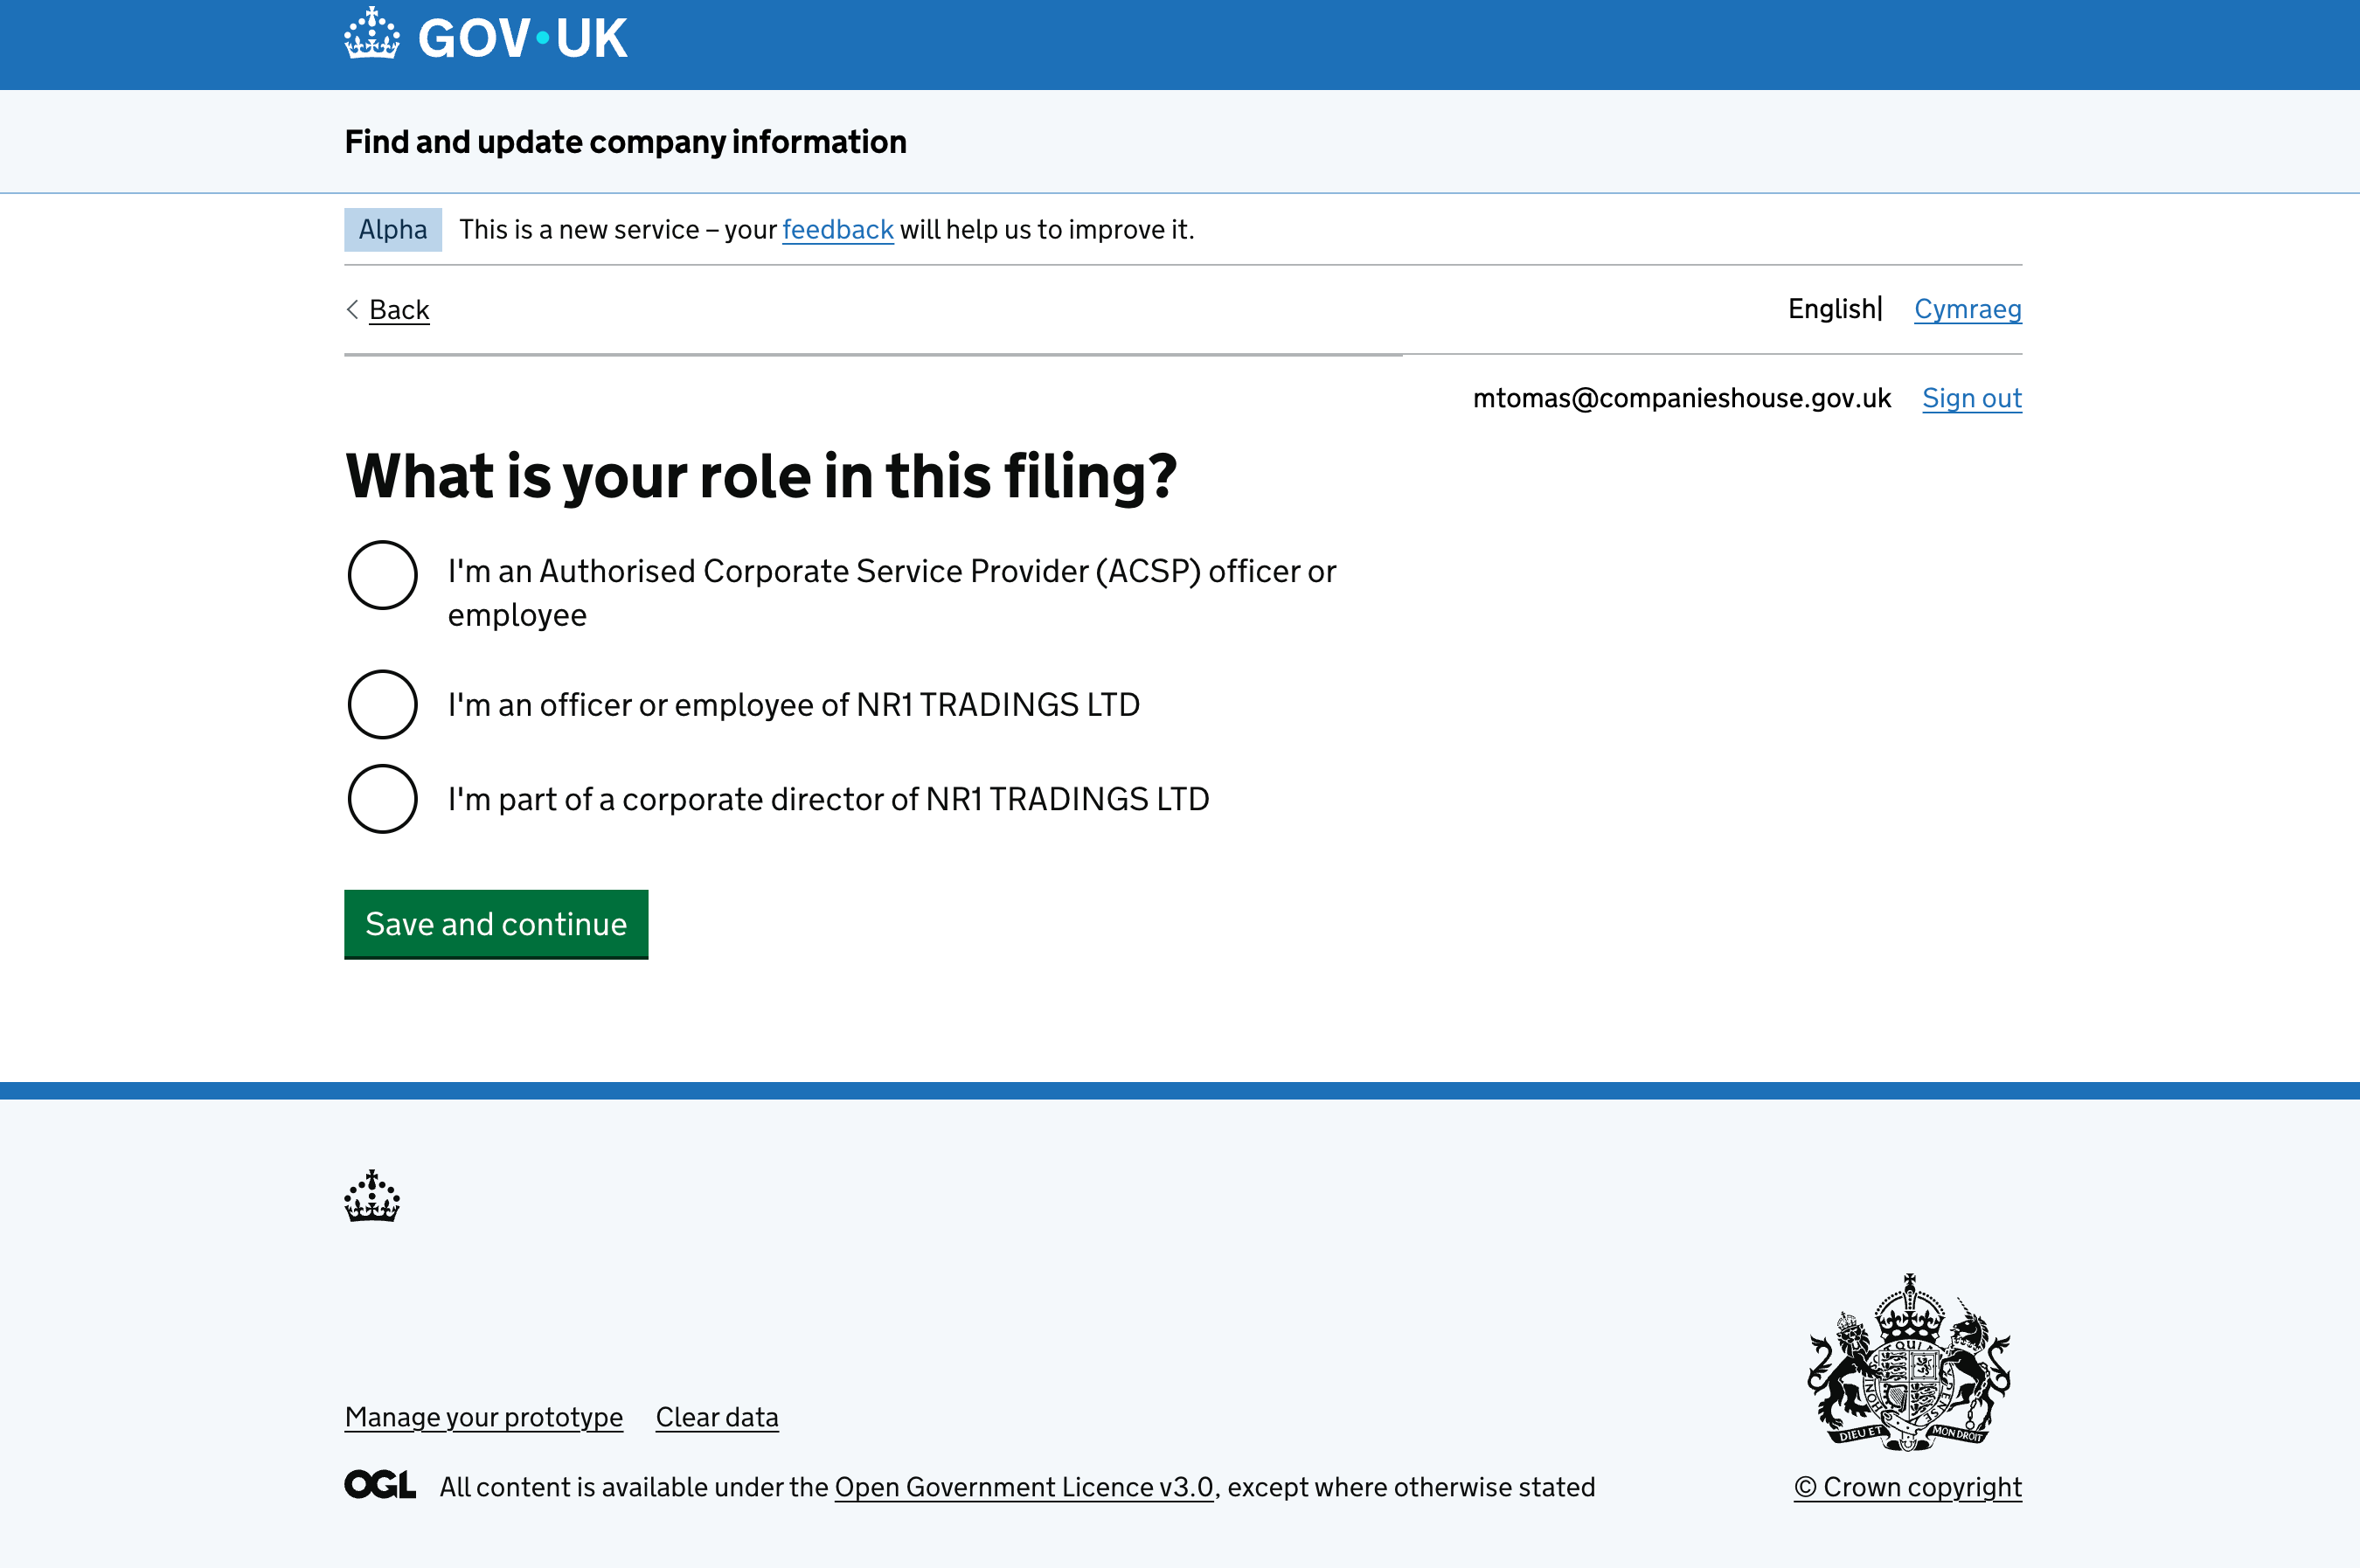 GOV·UK
Find and update company information
Alpha This is a new service – your feedback will help us to improve it.
Back English| Cymraeg
mtomas@companieshouse.gov.uk Sign out
What is your role in this filing?
I'm an Authorised Corporate Service Provider (ACSP) officer or
employee
I'm an officer or employee of NR1 TRADINGS LTD
I'm part of a corporate director of NR1 TRADINGS LTD
Save and continue
DIEU ET MON DROIT
Manage your prototype Clear data
OGL All content is available under the Open Government Licence v3.0, except where otherwise stated
© Crown copyright